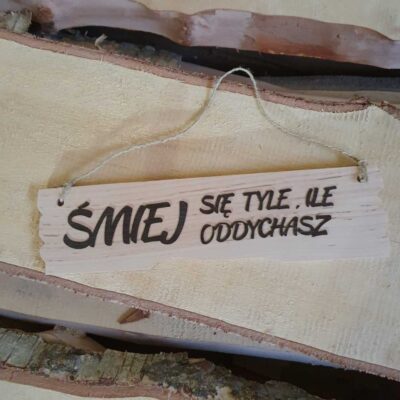 ŚMIEJ SIĘ TYLE, ILE
ODDYCHASZ